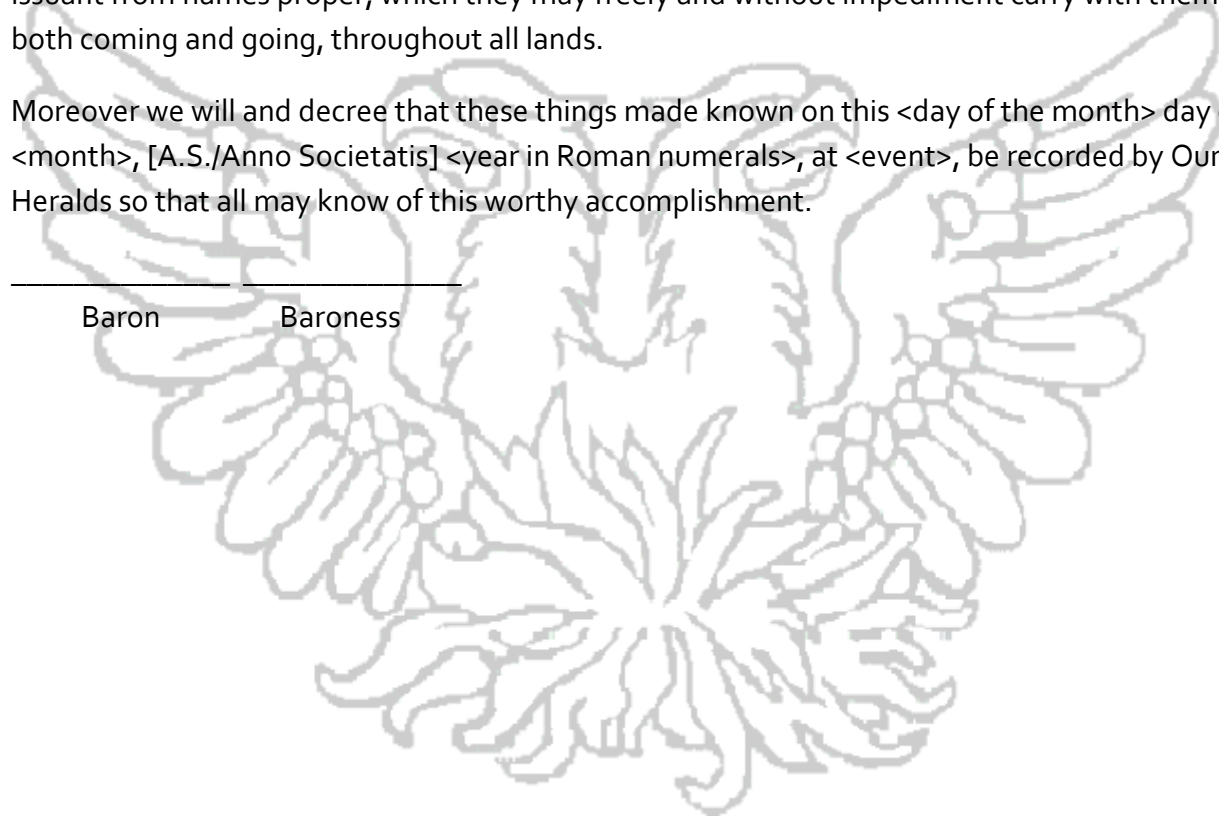 issuant from flames proper, which they may freely and without impediment carry with them
both coming and going, throughout all lands.
Moreover we will and decree that these things made known on this <day of the month> day
<month>, [A.S./Anno Societatis] <year in Roman numerals>, at <event>, be recorded by Our
Heralds so that all may know of this worthy accomplishment.
______________ ______________
Baron Baroness